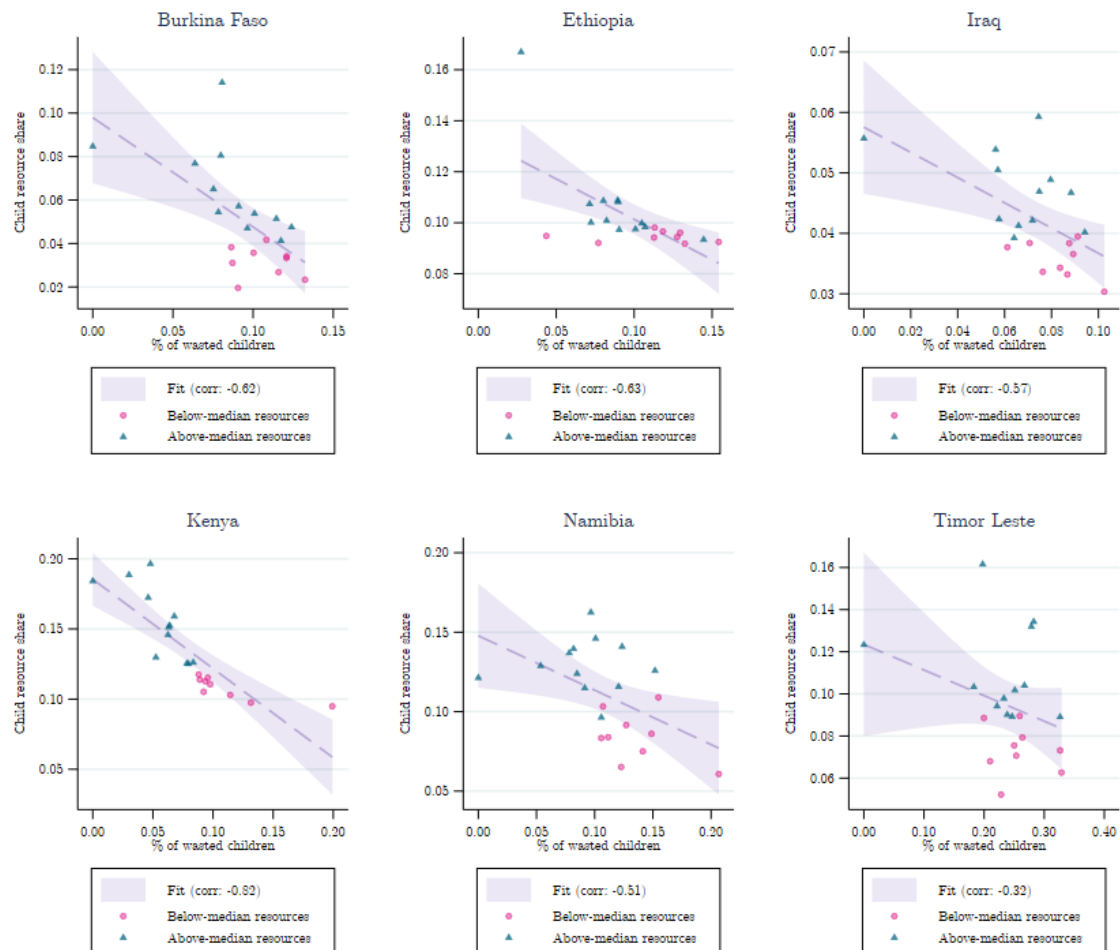 Burkina Faso
Child resource share
0.12
0.10
0.08
0.06
0.04
0.02
0.00 0.05 0.10 0.15
% of wasted children
Fit (corr: -0.62)
Below-median resources
Above-median resources
Ethiopia
Child resource share
0.16
0.14
0.12
0.10
0.08
0.00 0.05 0.10 0.15
% of wasted children
Fit (corr: -0.63)
Below-median resources
Above-median resources
Iraq
Child resource share
0.07
0.06
0.05
0.04
0.03
0.00 0.02 0.04 0.06 0.08 0.10
% of wasted children
Fit (corr: -0.57)
Below-median resources
Above-median resources
Kenya
Child resource share
0.20
0.15
0.10
0.05
0.00 0.05 0.10 0.15 0.20
% of wasted children
Fit (corr: -0.82)
Below-median resources
Above-median resources
Namibia
Child resource share
0.20
0.15
0.10
0.05
0.00 0.05 0.10 0.15 0.20
% of wasted children
Fit (corr: -0.51)
Below-median resources
Above-median resources
Timor Leste
Child resource share
0.16
0.14
0.12
0.10
0.08
0.06
0.00 0.10 0.20 0.30 0.40
% of wasted children
Fit (corr: -0.32)
Below-median resources
Above-median resources